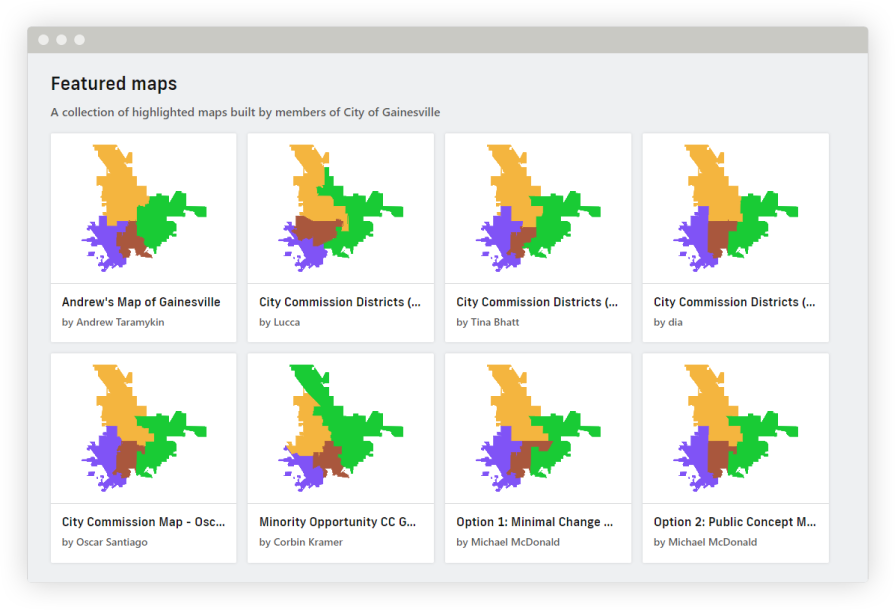 Featured maps
A collection of highlighted maps built by members of City of Gainesville
Andrew's Map of Gainesville
by Andrew Taramykin
City Commission Districts (...
by Lucca
City Commission Districts (...
by Tina Bhatt
City Commission Districts (...
by dia
City Commission Map - Osc...
by Oscar Santiago
Minority Opportunity CC G...
by Corbin Kramer
Option 1: Minimal Change ...
by Michael McDonald
Option 2: Public Concept M...
by Michael McDonald